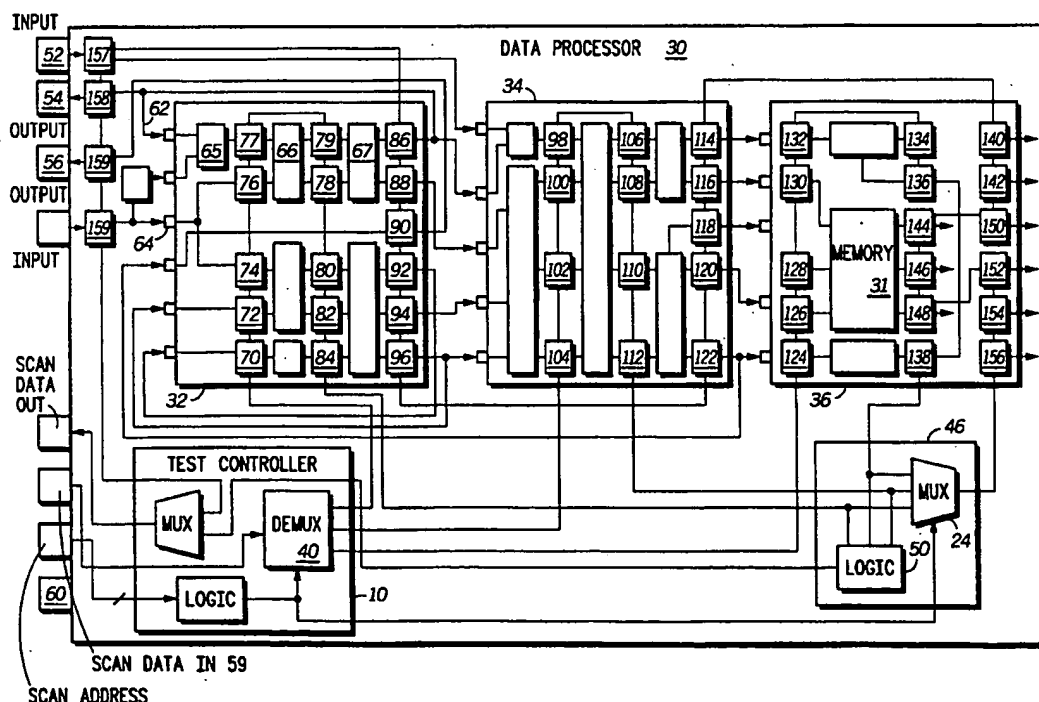 INPUT
DATA PROCESSOR 30
52 157
54 158
OUTPUT
56 159
OUTPUT
159
INPUT
62
64
65 77 66 79 67 86
76 78 88
90
74 80 92
72 82 94
70 84 96
32
34
98 106 114
100 108 116
118
102 110 120
104 112 122
132 134 140
130 136 142
144 150
MEMORY
31
128 146 152
126 148 154
124 138 156
36
SCAN
DATA
OUT
TEST CONTROLLER
MUX
DEMUX
40
LOGIC
10
60
46
MUX
24
LOGIC
50
SCAN DATA IN 59
SCAN ADDRESS